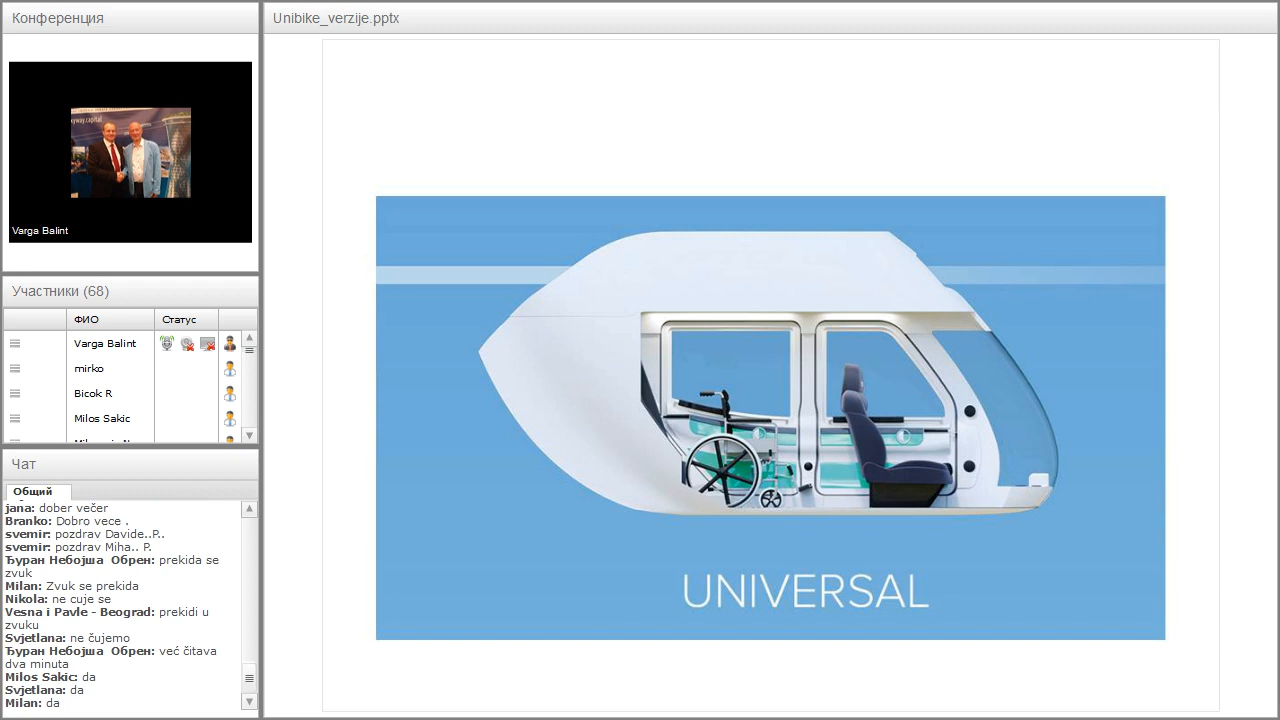 Конференция
Unibike_verzije.pptx
yway.capital
Varga Balint
Участники (68)
ФИО
Статус
Varga Balint
mirko
Bicok R
Milos Sakic
Чат
Общий
jana: dober večer
Branko: Dobro vece .
svemir: pozdrav Davide..P..
svemir: pozdrav Miha.. P.
Ђуран Небојша  Обрен: prekida se
zvuk
Milan: Zvuk se prekida
Nikola: ne cuje se
Vesna i Pavle - Beograd: prekidi u
zvuku
Svjetlana: ne čujemo
Ђуран Небојша  Обрен: već čitava
dva minuta
Milos Sakic: da
Svjetlana: da
Milan: da
UNIVERSAL